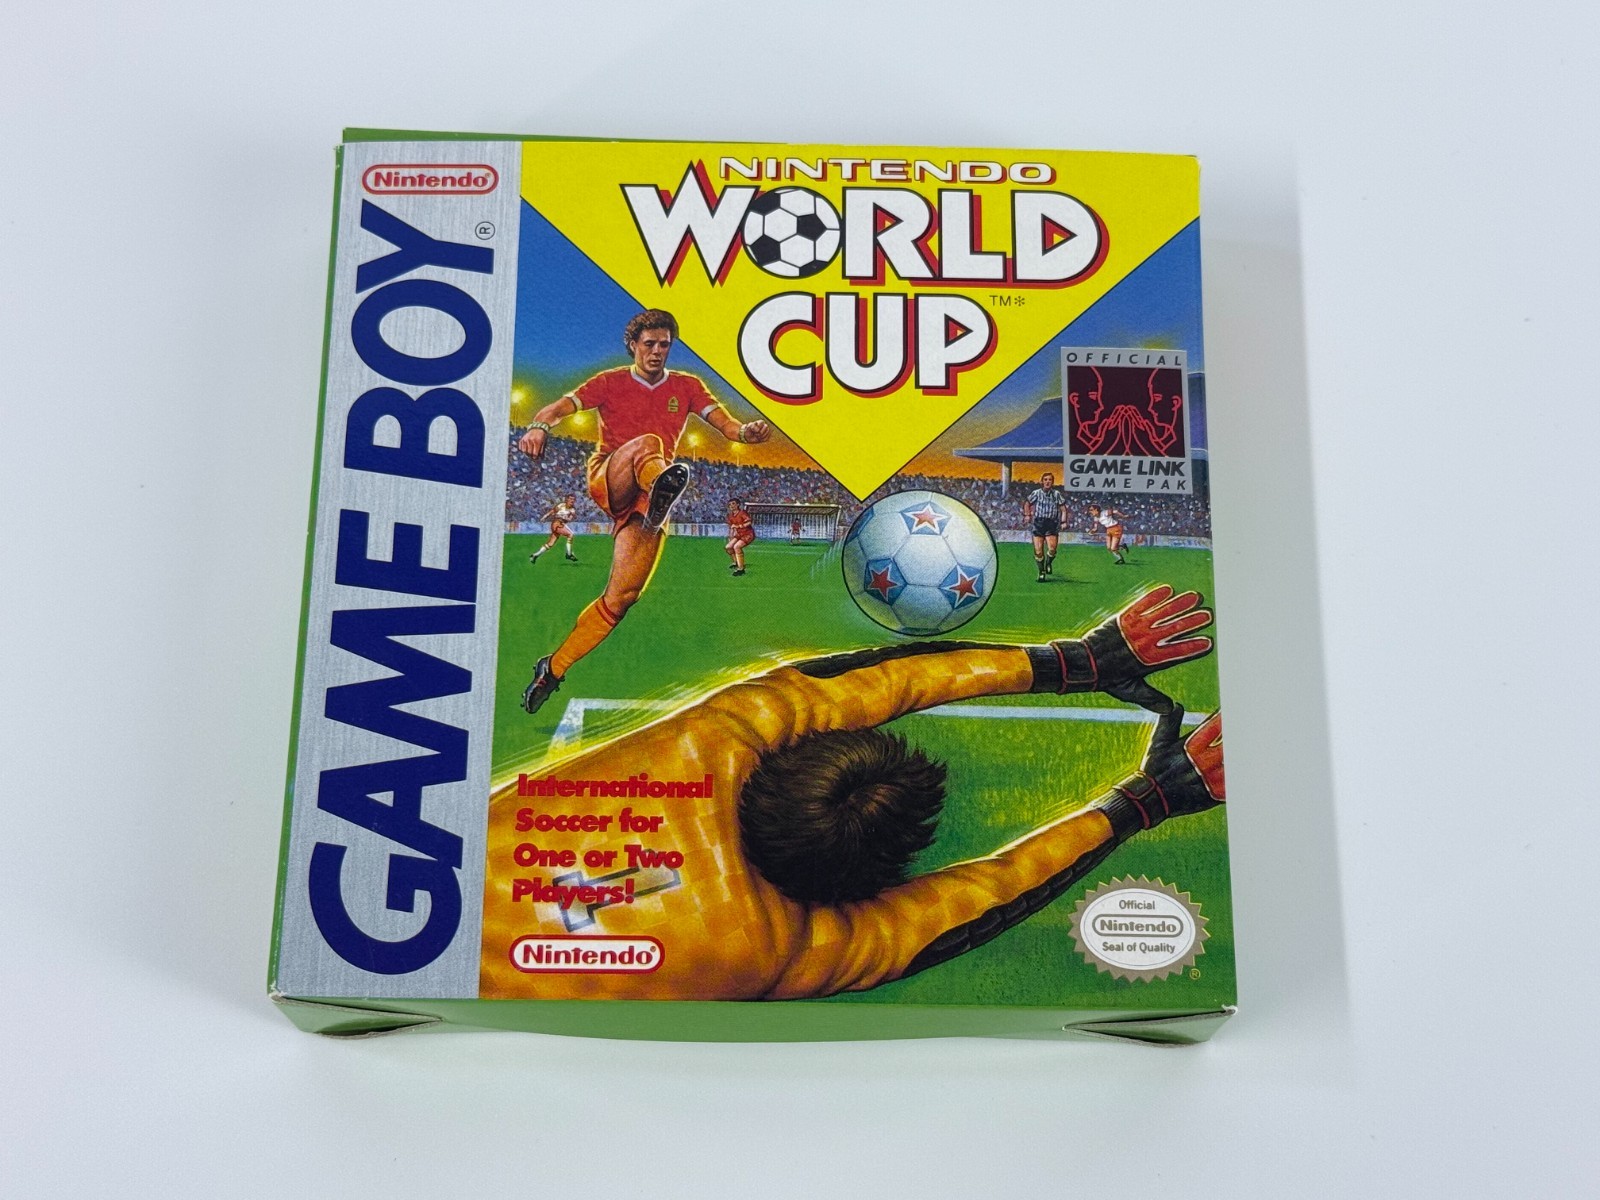 Nintendo®
GAME BOY®
NINTENDO
WORLD
CUP™*
OFFICIAL
GAME LINK
GAME PAK
International
Soccer for
One or Two
Players!
Nintendo®
Official
Nintendo
Seal of Quality
®